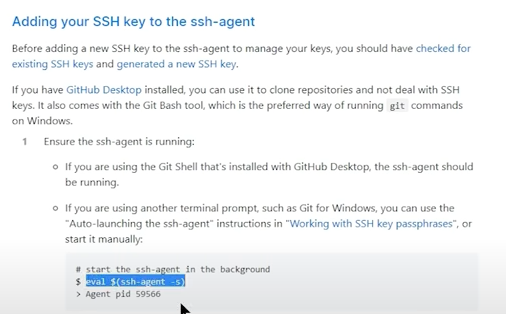 Adding your SSH key to the ssh-agent
Before adding a new SSH key to the ssh-agent to manage your keys, you should have checked for
existing SSH keys and generated a new SSH key.
If you have GitHub Desktop installed, you can use it to clone repositories and not deal with SSH
keys. It also comes with the Git Bash tool, which is the preferred way of running git commands
on Windows.
1 Ensure the ssh-agent is running:
If you are using the Git Shell that's installed with GitHub Desktop, the ssh-agent should
be running.
If you are using another terminal prompt, such as Git for Windows, you can use the
"Auto-launching the ssh-agent" instructions in "Working with SSH key passphrases", or
start it manually:
# start the ssh-agent in the background
$ eval $(ssh-agent -s)
> Agent pid 59566